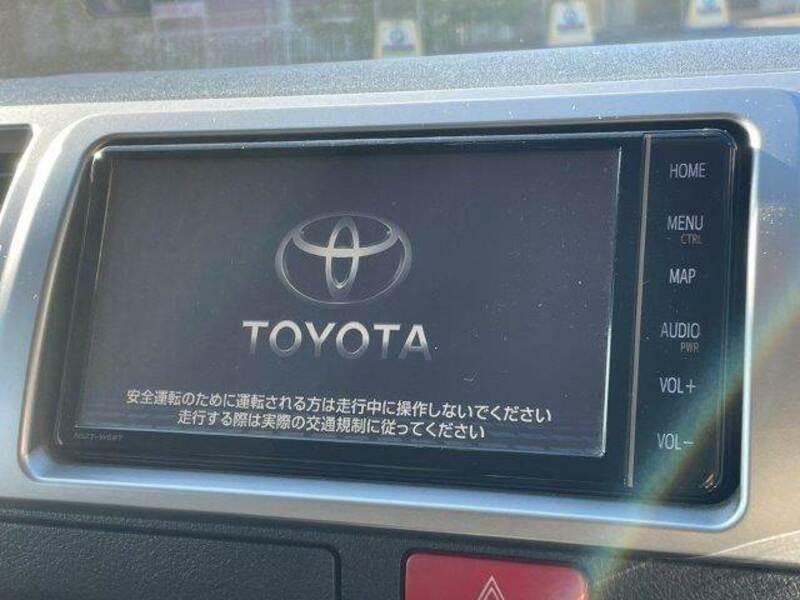 TOYOTA
安全運転のために運転される方は走行中に操作しないでください
走行する際は実際の交通規制に従ってください
HOME
MENU
CTRL
MAP
AUDIO
PWR
VOL+
VOL-